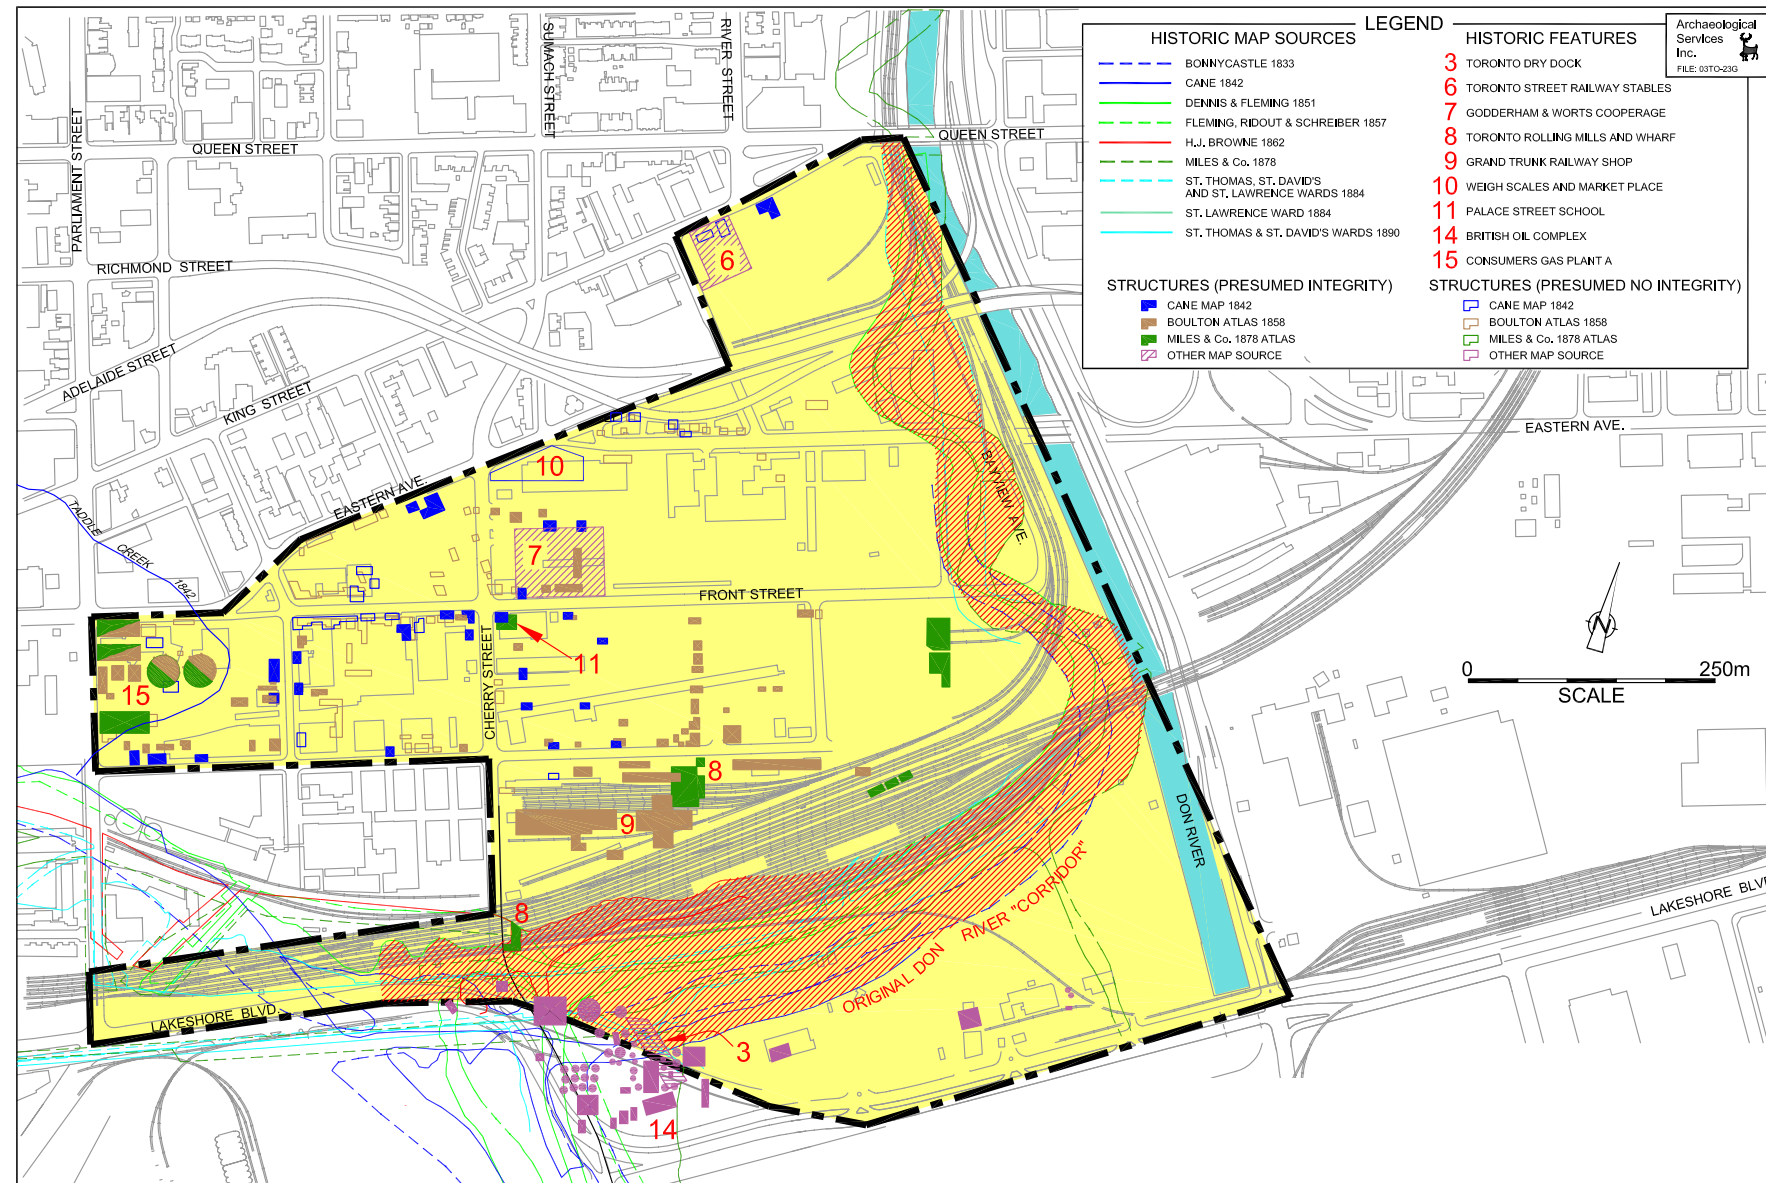 LEGEND
HISTORIC MAP SOURCES
BONNYCASTLE 1833
CANE 1842
DENNIS & FLEMING 1851
FLEMING, RIDOUT & SCHREIBER 1857
H.J. BROWNE 1862
MILES & Co. 1878
ST. THOMAS, ST. DAVID'S
AND ST. LAWRENCE WARDS 1884
ST. LAWRENCE WARD 1884
ST. THOMAS & ST. DAVID'S WARDS 1890
HISTORIC FEATURES
3 TORONTO DRY DOCK
6 TORONTO STREET RAILWAY STABLES
7 GODDERHAM & WORTS COOPERAGE
8 TORONTO ROLLING MILLS AND WHARF
9 GRAND TRUNK RAILWAY SHOP
10 WEIGH SCALES AND MARKET PLACE
11 PALACE STREET SCHOOL
14 BRITISH OIL COMPLEX
15 CONSUMERS GAS PLANT A
STRUCTURES (PRESUMED INTEGRITY)
CANE MAP 1842
BOULTON ATLAS 1858
MILES & Co. 1878 ATLAS
OTHER MAP SOURCE
STRUCTURES (PRESUMED NO INTEGRITY)
CANE MAP 1842
BOULTON ATLAS 1858
MILES & Co. 1878 ATLAS
OTHER MAP SOURCE
Archaeological
Services
Inc.
FILE: 03TO-23G
SUMACH STREET
RIVER STREET
PARLIAMENT STREET
QUEEN STREET
QUEEN STREET
RICHMOND STREET
6
ADELAIDE STREET
KING STREET
EASTERN AVE.
EASTERN AVE.
10
BAYVIEW AVE.
TADDLE
CREEK
1842
7
FRONT STREET
N
CHERRY STREET
11
15
0
250m
SCALE
8
9
DON RIVER
8
ORIGINAL DON
RIVER "CORRIDOR"
LAKESHORE BLVD
LAKESHORE BLVD.
3
14